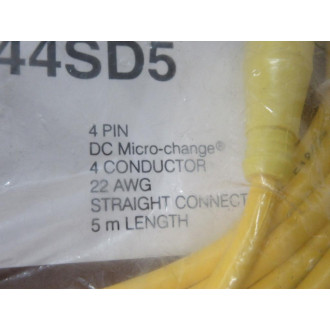 44SD5
4 PIN
DC Micro-change®
4 CONDUCTOR
22 AWG
STRAIGHT CONNECT
5 m LENGTH